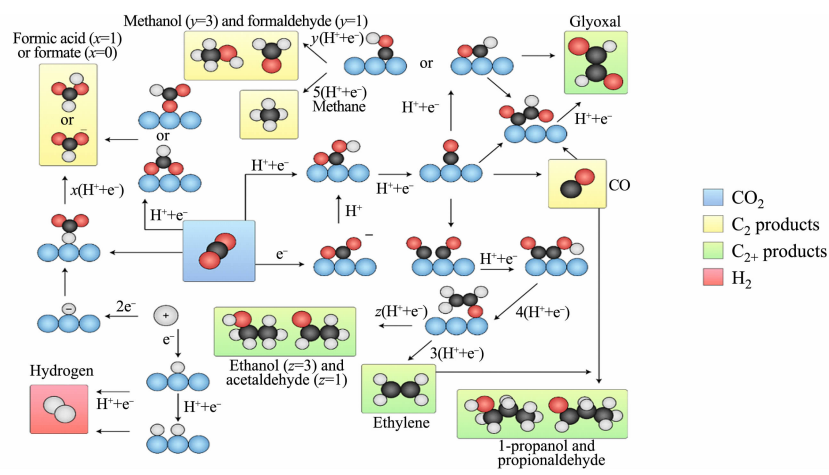 Methanol (y=3) and formaldehyde (y=1)
Glyoxal
Formic acid (x=1)
or formate (x=0)
y(H⁺+e⁻)
or
5(H⁺+e⁻)
Methane
H⁺+e⁻
H⁺+e⁻
or
–
or
H⁺+e⁻
H⁺+e⁻
CO
x(H⁺+e⁻)
H⁺+e⁻
H⁺
–
e⁻
H⁺+e⁻
–
2e⁻
+
z(H⁺+e⁻)
4(H⁺+e⁻)
e⁻
3(H⁺+e⁻)
Ethanol (z=3) and
acetaldehyde (z=1)
Hydrogen
H⁺+e⁻
H⁺+e⁻
Ethylene
1-propanol and
propionaldehyde
CO₂
C₂ products
C₂₊ products
H₂